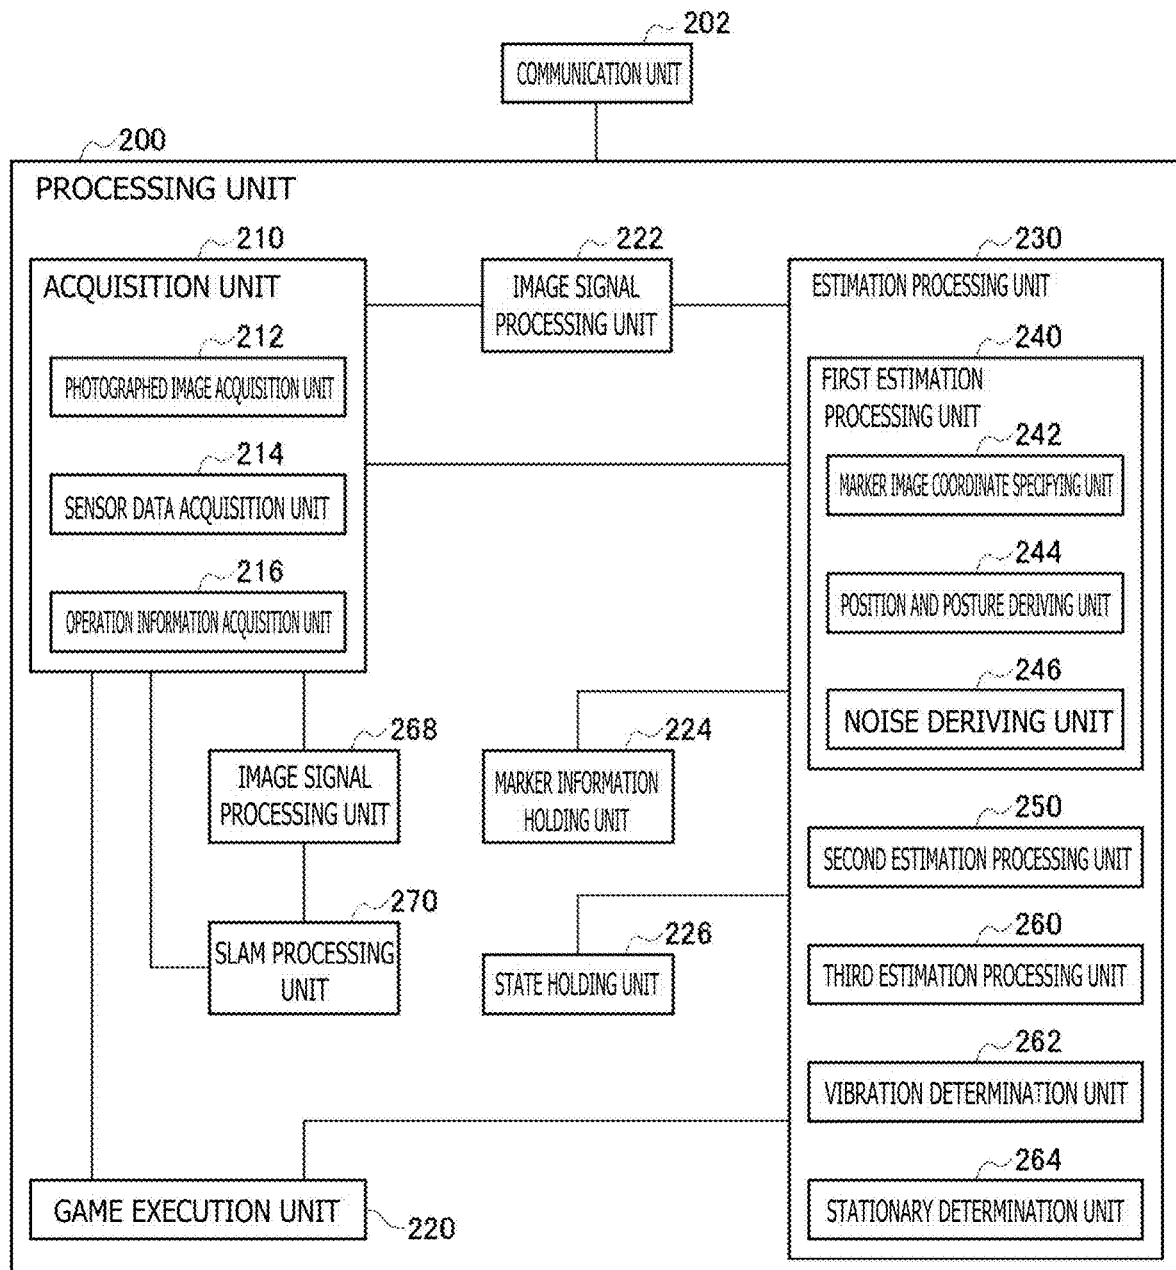 202
COMMUNICATION UNIT
200
PROCESSING UNIT
210
ACQUISITION UNIT
212
PHOTOGRAPHED IMAGE ACQUISITION UNIT
214
SENSOR DATA ACQUISITION UNIT
216
OPERATION INFORMATION ACQUISITION UNIT
222
IMAGE SIGNAL
PROCESSING UNIT
230
ESTIMATION PROCESSING UNIT
240
FIRST ESTIMATION
PROCESSING UNIT
242
MARKER IMAGE COORDINATE SPECIFYING UNIT
244
POSITION AND POSTURE DERIVING UNIT
246
NOISE DERIVING UNIT
268
IMAGE SIGNAL
PROCESSING UNIT
224
MARKER INFORMATION
HOLDING UNIT
250
SECOND ESTIMATION PROCESSING UNIT
270
SLAM PROCESSING
UNIT
226
STATE HOLDING UNIT
260
THIRD ESTIMATION PROCESSING UNIT
262
VIBRATION DETERMINATION UNIT
264
STATIONARY DETERMINATION UNIT
GAME EXECUTION UNIT
220